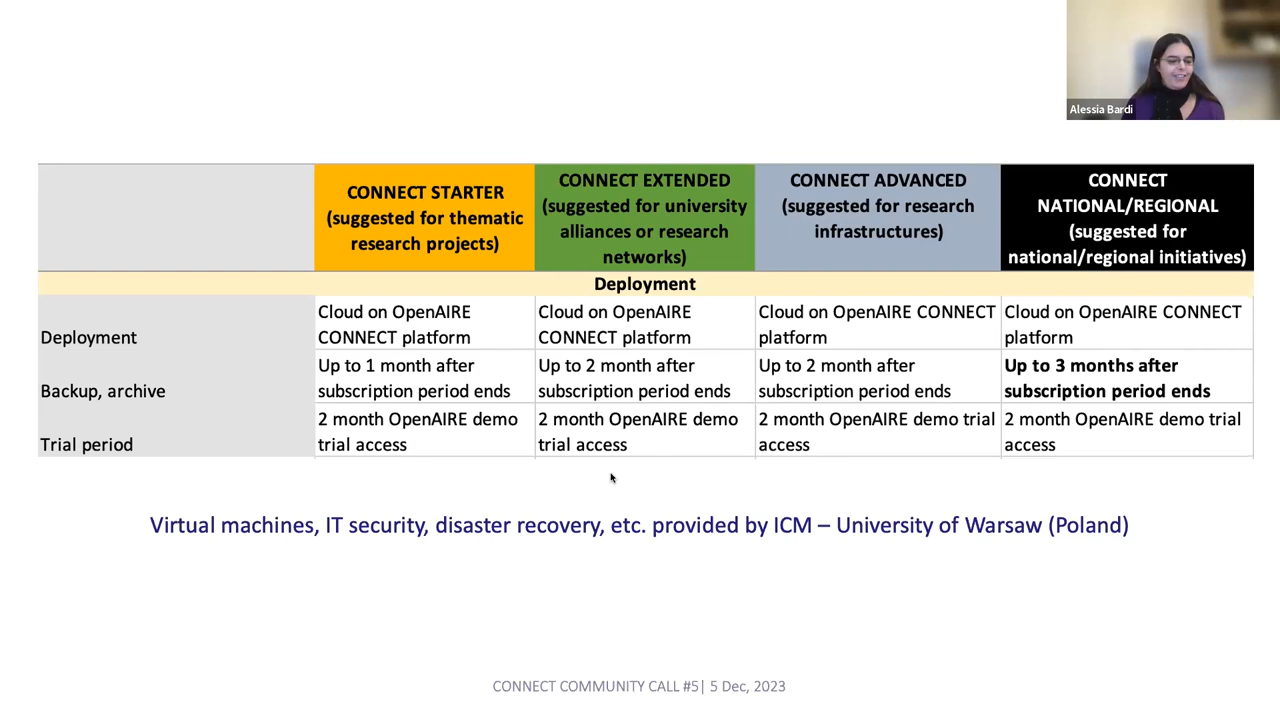 Alessia Bardi
CONNECT STARTER
(suggested for thematic
research projects)
CONNECT EXTENDED
(suggested for university
alliances or research
networks)
CONNECT ADVANCED
(suggested for research
infrastructures)
CONNECT
NATIONAL/REGIONAL
(suggested for
national/regional initiatives)
Deployment
Deployment
Cloud on OpenAIRE
CONNECT platform
Cloud on OpenAIRE
CONNECT platform
Cloud on OpenAIRE CONNECT
platform
Cloud on OpenAIRE CONNECT
platform
Backup, archive
Up to 1 month after
subscription period ends
Up to 2 month after
subscription period ends
Up to 2 month after
subscription period ends
Up to 3 months after
subscription period ends
Trial period
2 month OpenAIRE demo
trial access
2 month OpenAIRE demo
trial access
2 month OpenAIRE demo trial
access
2 month OpenAIRE demo trial
access
Virtual machines, IT security, disaster recovery, etc. provided by ICM – University of Warsaw (Poland)
CONNECT COMMUNITY CALL #5| 5 Dec, 2023